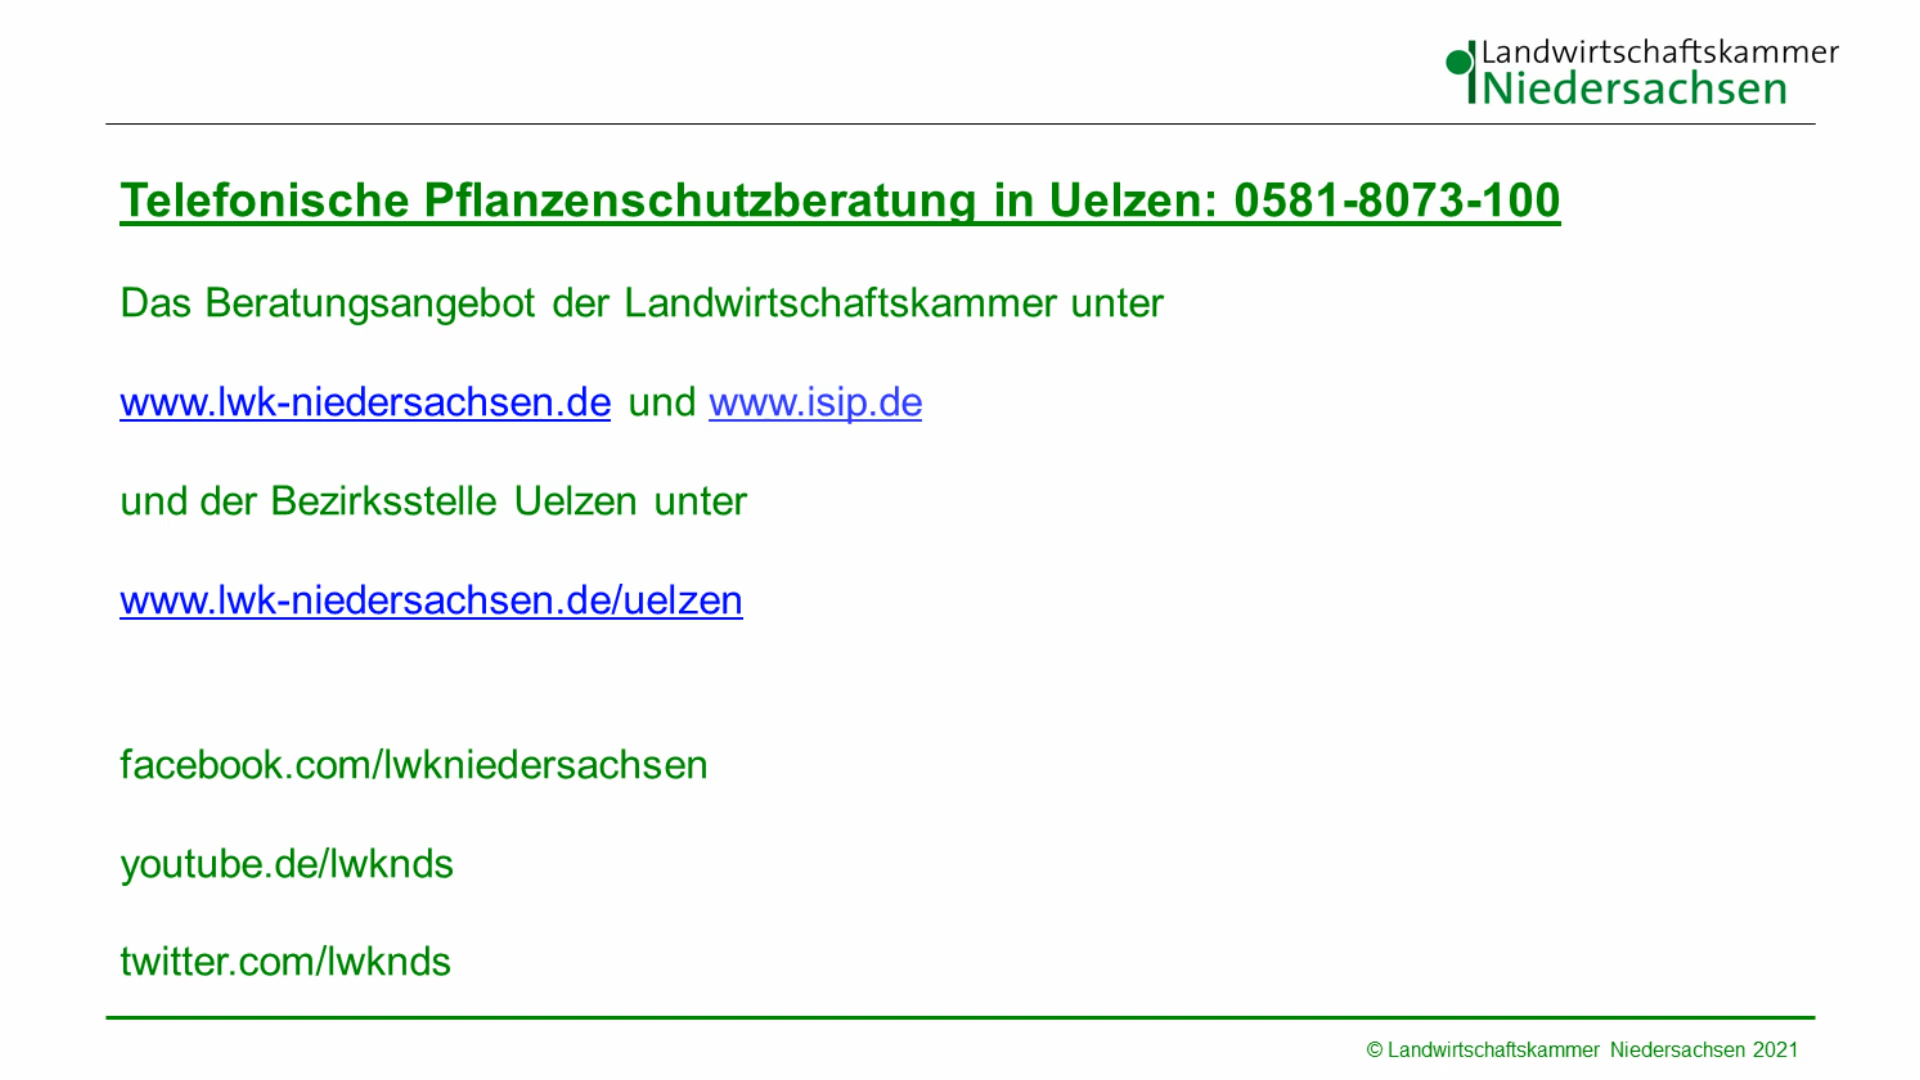 Landwirtschaftskammer
Niedersachsen
Telefonische Pflanzenschutzberatung in Uelzen: 0581-8073-100
Das Beratungsangebot der Landwirtschaftskammer unter
www.lwk-niedersachsen.de und www.isip.de
und der Bezirksstelle Uelzen unter
www.lwk-niedersachsen.de/uelzen
facebook.com/lwkniedersachsen
youtube.de/lwknds
twitter.com/lwknds
© Landwirtschaftskammer Niedersachsen 2021